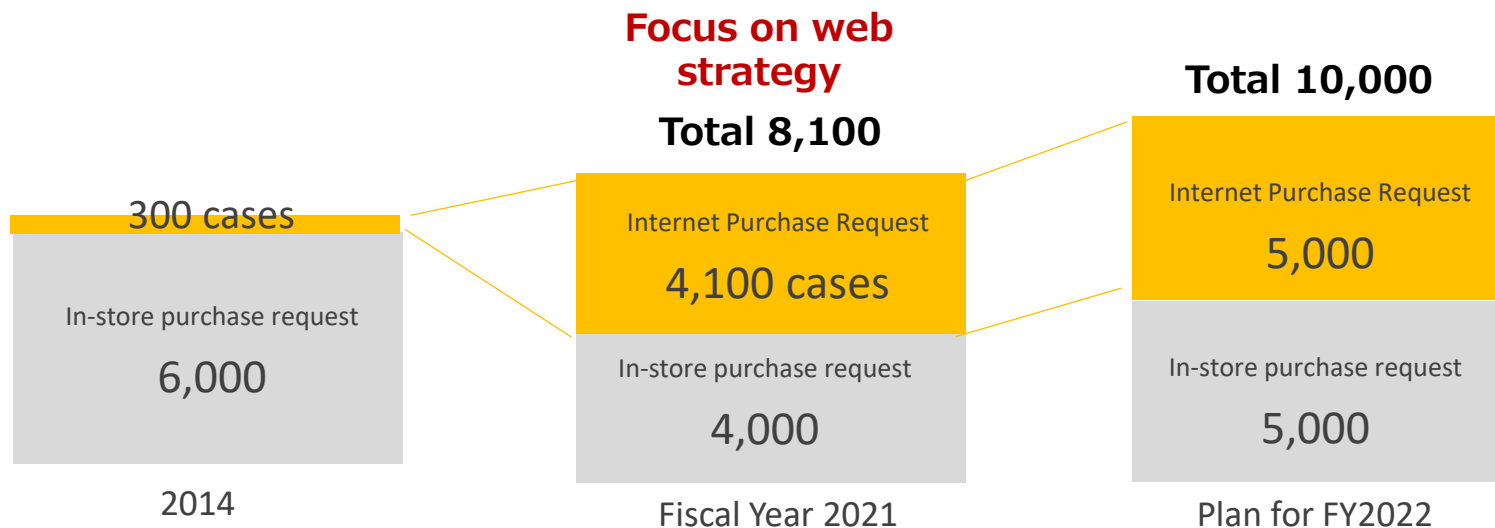 Focus on web
strategy
Total 8,100
Total 10,000
300 cases
In-store purchase request
6,000
2014
Internet Purchase Request
4,100 cases
In-store purchase request
4,000
Fiscal Year 2021
Internet Purchase Request
5,000
In-store purchase request
5,000
Plan for FY2022